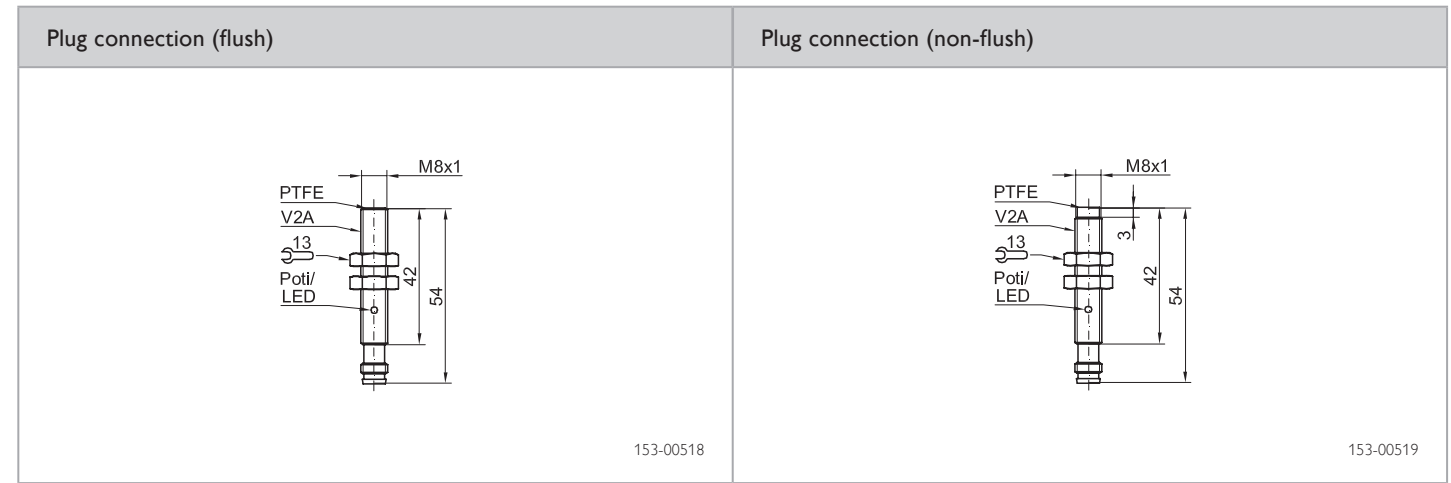 Plug connection (flush)
Plug connection (non-flush)
M8x1
PTFE
V2A
13
Poti/
LED
42
54
153-00518
M8x1
PTFE
V2A
13
Poti/
LED
3
42
54
153-00519